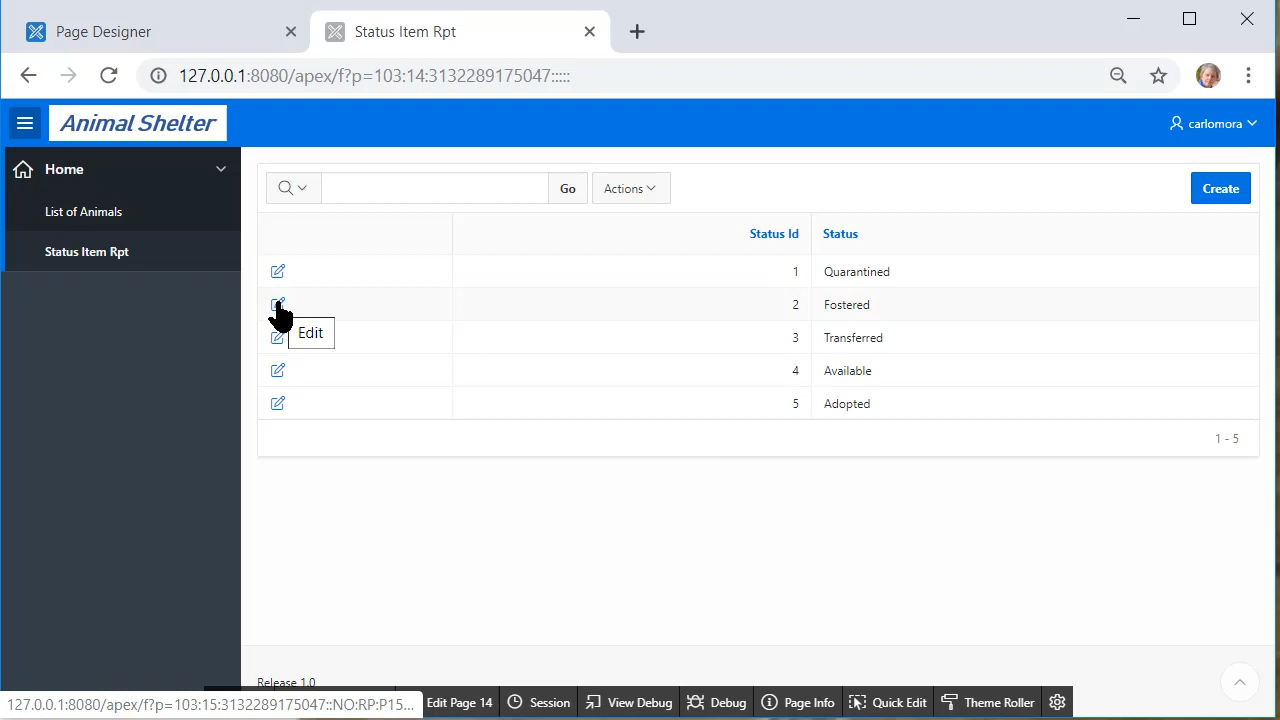 Page Designer
Status Item Rpt
127.0.0.1:8080/apex/f?p=103:14:3132289175047:::::
Animal Shelter
carlomora
Home
List of Animals
Status Item Rpt
Go
Actions
Create
Status Id
Status
1
Quarantined
2
Fostered
Edit
3
Transferred
4
Available
5
Adopted
1 - 5
Release 1.0
127.0.0.1:8080/apex/f?p=103:15:3132289175047::NO:RP:P15...
Edit Page 14
Session
View Debug
Debug
Page Info
Quick Edit
Theme Roller